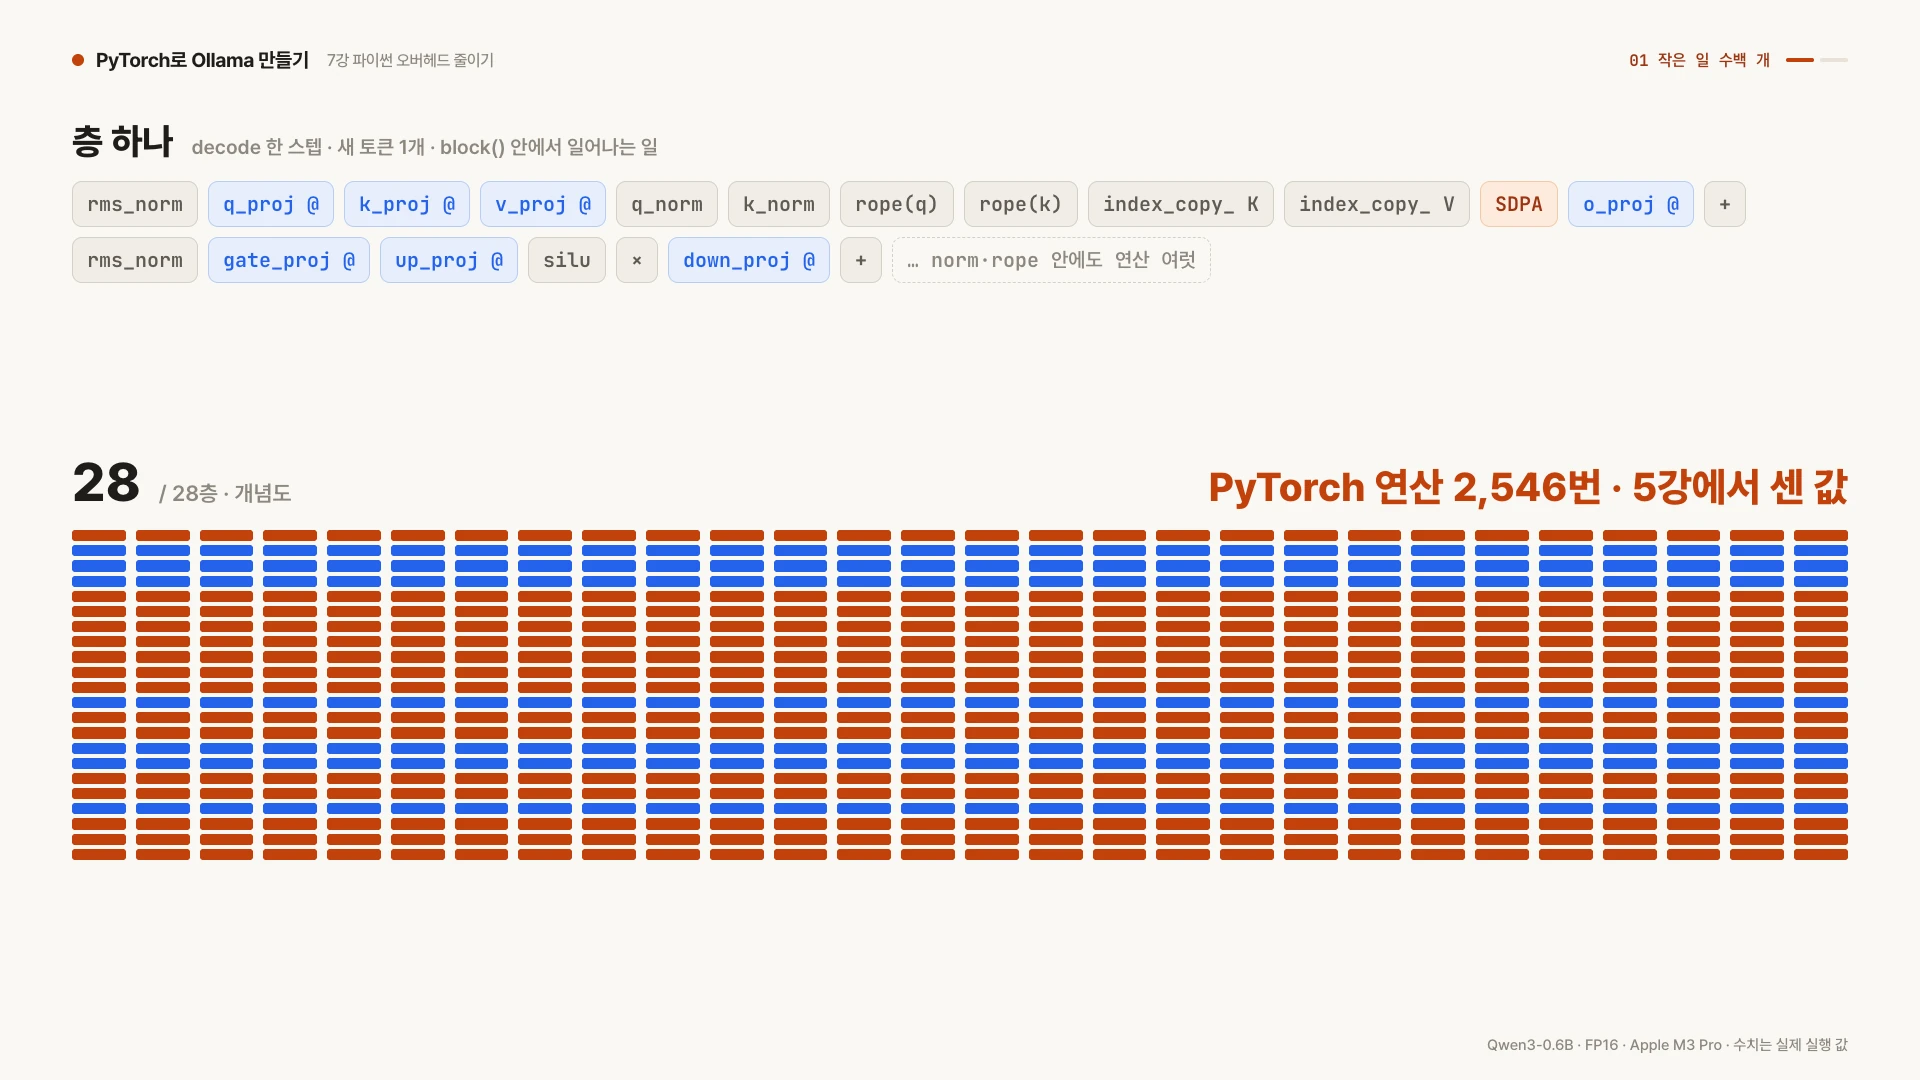 PyTorch로 Ollama 만들기 7강 파이썬 오버헤드 줄이기
01 작은 일 수백 개
층 하나 decode 한 스텝 · 새 토큰 1개 · block() 안에서 일어나는 일
rms_norm q_proj @ k_proj @ v_proj @ q_norm k_norm rope(q) rope(k) index_copy_ K index_copy_ V SDPA o_proj @ +
rms_norm gate_proj @ up_proj @ silu × down_proj @ + … norm·rope 안에도 연산 여럿
28 / 28층 · 개념도
PyTorch 연산 2,546번 · 5강에서 센 값
Qwen3-0.6B · FP16 · Apple M3 Pro · 수치는 실제 실행 값